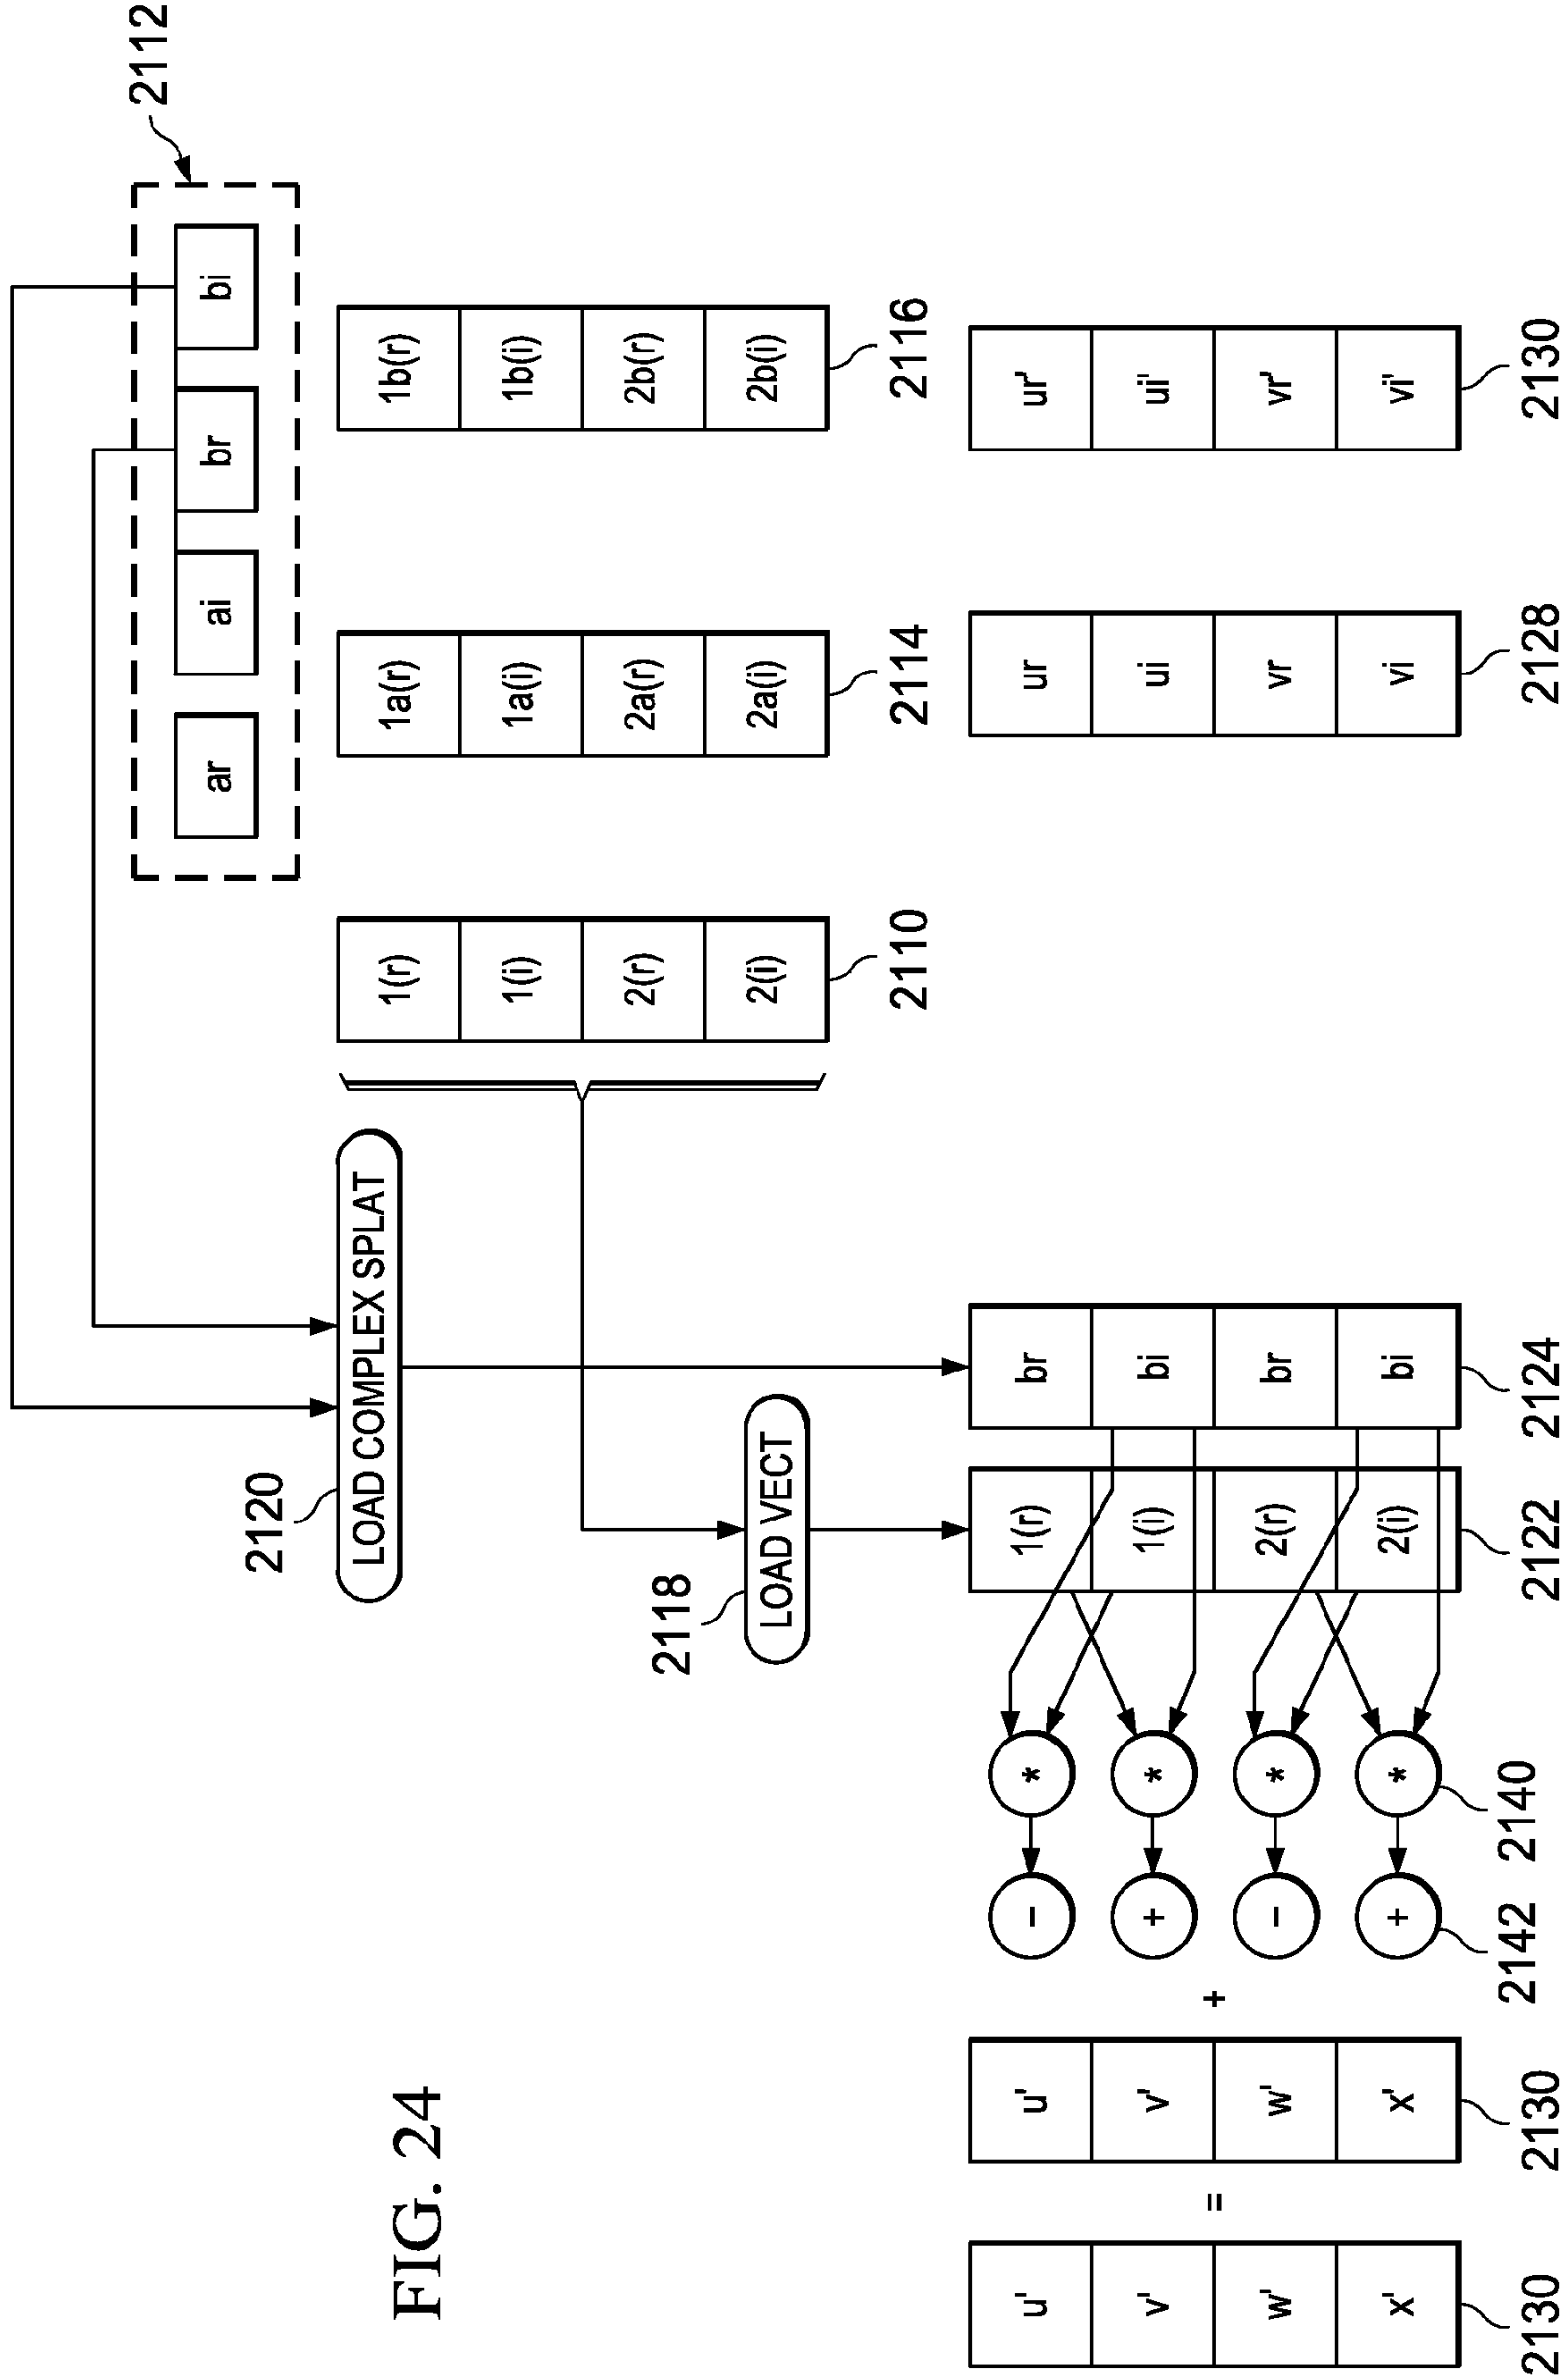 2112
ar ai br bi
2120
FIG. 24
LOAD COMPLEX SPLAT
1(r) 1a(r) 1b(r)
1(i) 1a(i) 1b(i)
2(r) 2a(r) 2b(r)
2(i) 2a(i) 2b(i)
2118
LOAD VECT
2110 2114 2116
u' u' - * 1(r) br ur ur'
v' v' + * 1(i) bi ui ui'
= +
w' w' - * 2(r) br vr vr'
x' x' + * 2(i) bi vi vi'
2130 2130 2142 2140 2122 2124 2128 2130